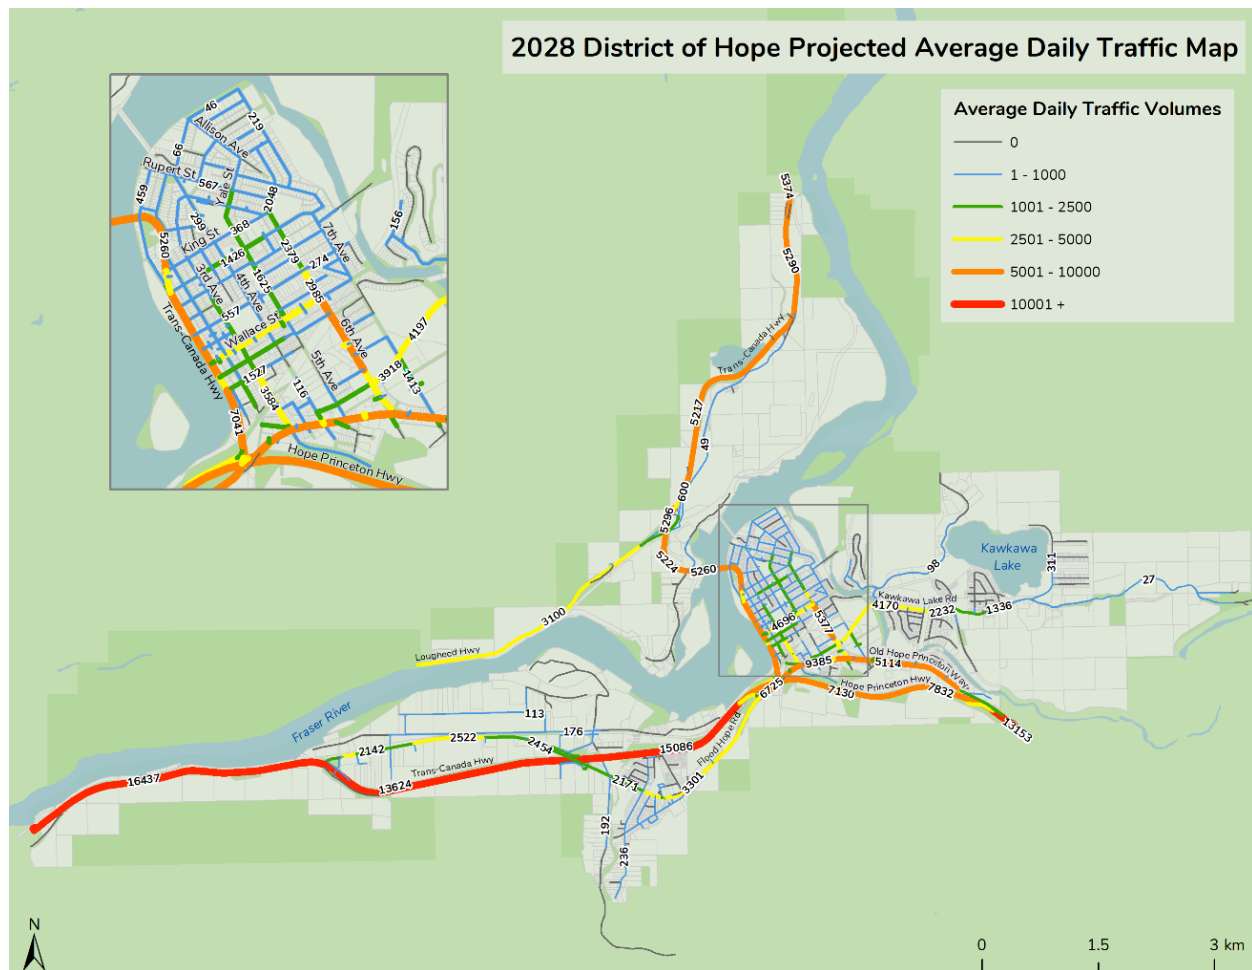 2028 District of Hope Projected Average Daily Traffic Map
Average Daily Traffic Volumes
0
1 - 1000
1001 - 2500
2501 - 5000
5001 - 10000
10001 +
46
219
Allison Ave
66
Rupert St
567
Yale St
2048
459
299
368
7th Ave
156
5260
King St
1426
2379
274
3rd Ave
4th Ave
1625
2985
557
Wallace St
6th Ave
4197
Trans-Canada Hwy
1527
5th Ave
3918
1413
3584
116
7041
Hope Princeton Hwy
5374
5290
Trans-Canada Hwy
5217
49
600
5296
5224
5260
98
Kawkawa
Lake
311
27
Kawkawa Lake Rd
4170
2232
1336
4696
5377
3100
Lougheed Hwy
9385
Old Hope Princeton Way
5114
6725
Hope Princeton Hwy
7130
7832
13153
Fraser River
113
176
Flood Hope Rd
2142
2522
2454
15086
Trans-Canada Hwy
16437
13624
2171
3301
192
236
N
0
1.5
3 km